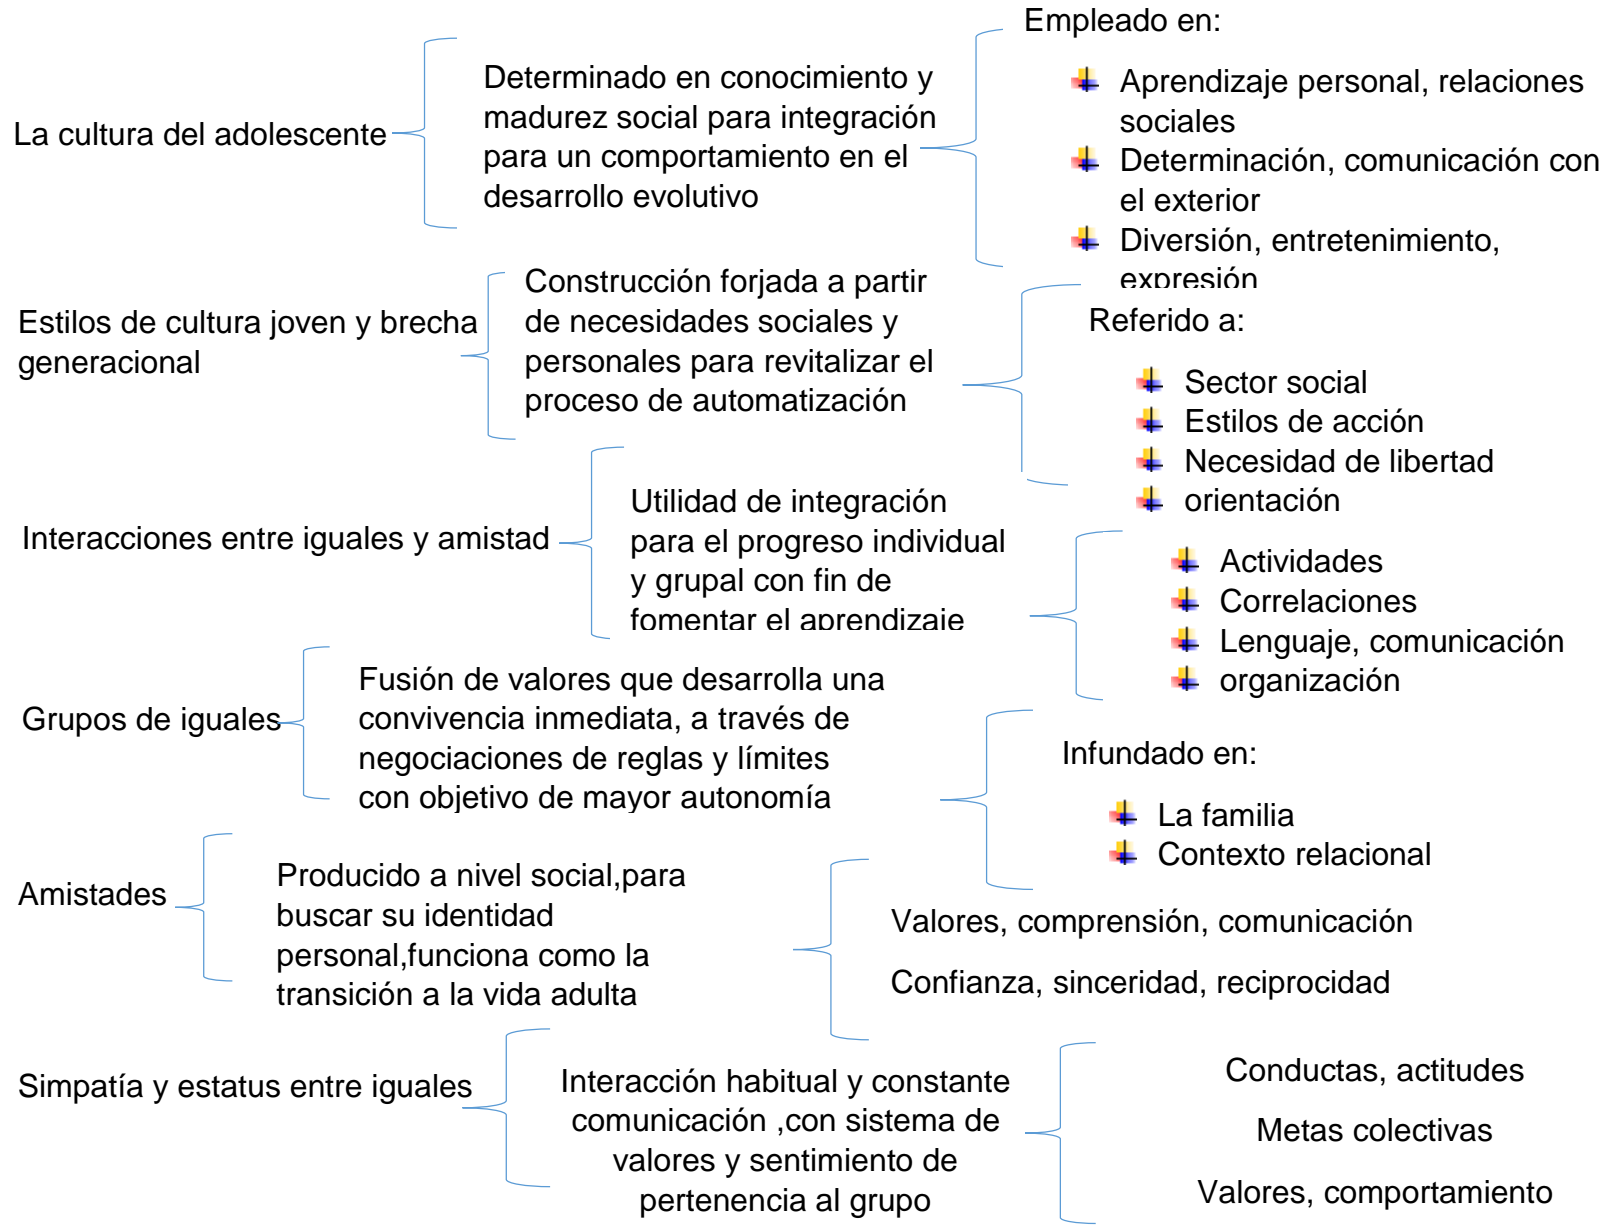 La cultura del adolescente
Determinado en conocimiento y
madurez social para integración
para un comportamiento en el
desarrollo evolutivo
Empleado en:
Aprendizaje personal, relaciones
sociales
Determinación, comunicación con
el exterior
Diversión, entretenimiento,
expresión
Estilos de cultura joven y brecha
generacional
Construcción forjada a partir
de necesidades sociales y
personales para revitalizar el
proceso de automatización
Referido a:
Sector social
Estilos de acción
Necesidad de libertad
orientación
Interacciones entre iguales y amistad
Utilidad de integración
para el progreso individual
y grupal con fin de
fomentar el aprendizaje
Actividades
Correlaciones
Lenguaje, comunicación
organización
Grupos de iguales
Fusión de valores que desarrolla una
convivencia inmediata, a través de
negociaciones de reglas y límites
con objetivo de mayor autonomía
Infundado en:
La familia
Contexto relacional
Amistades
Producido a nivel social,para
buscar su identidad
personal,funciona como la
transición a la vida adulta
Valores, comprensión, comunicación
Confianza, sinceridad, reciprocidad
Simpatía y estatus entre iguales
Interacción habitual y constante
comunicación ,con sistema de
valores y sentimiento de
pertenencia al grupo
Conductas, actitudes
Metas colectivas
Valores, comportamiento